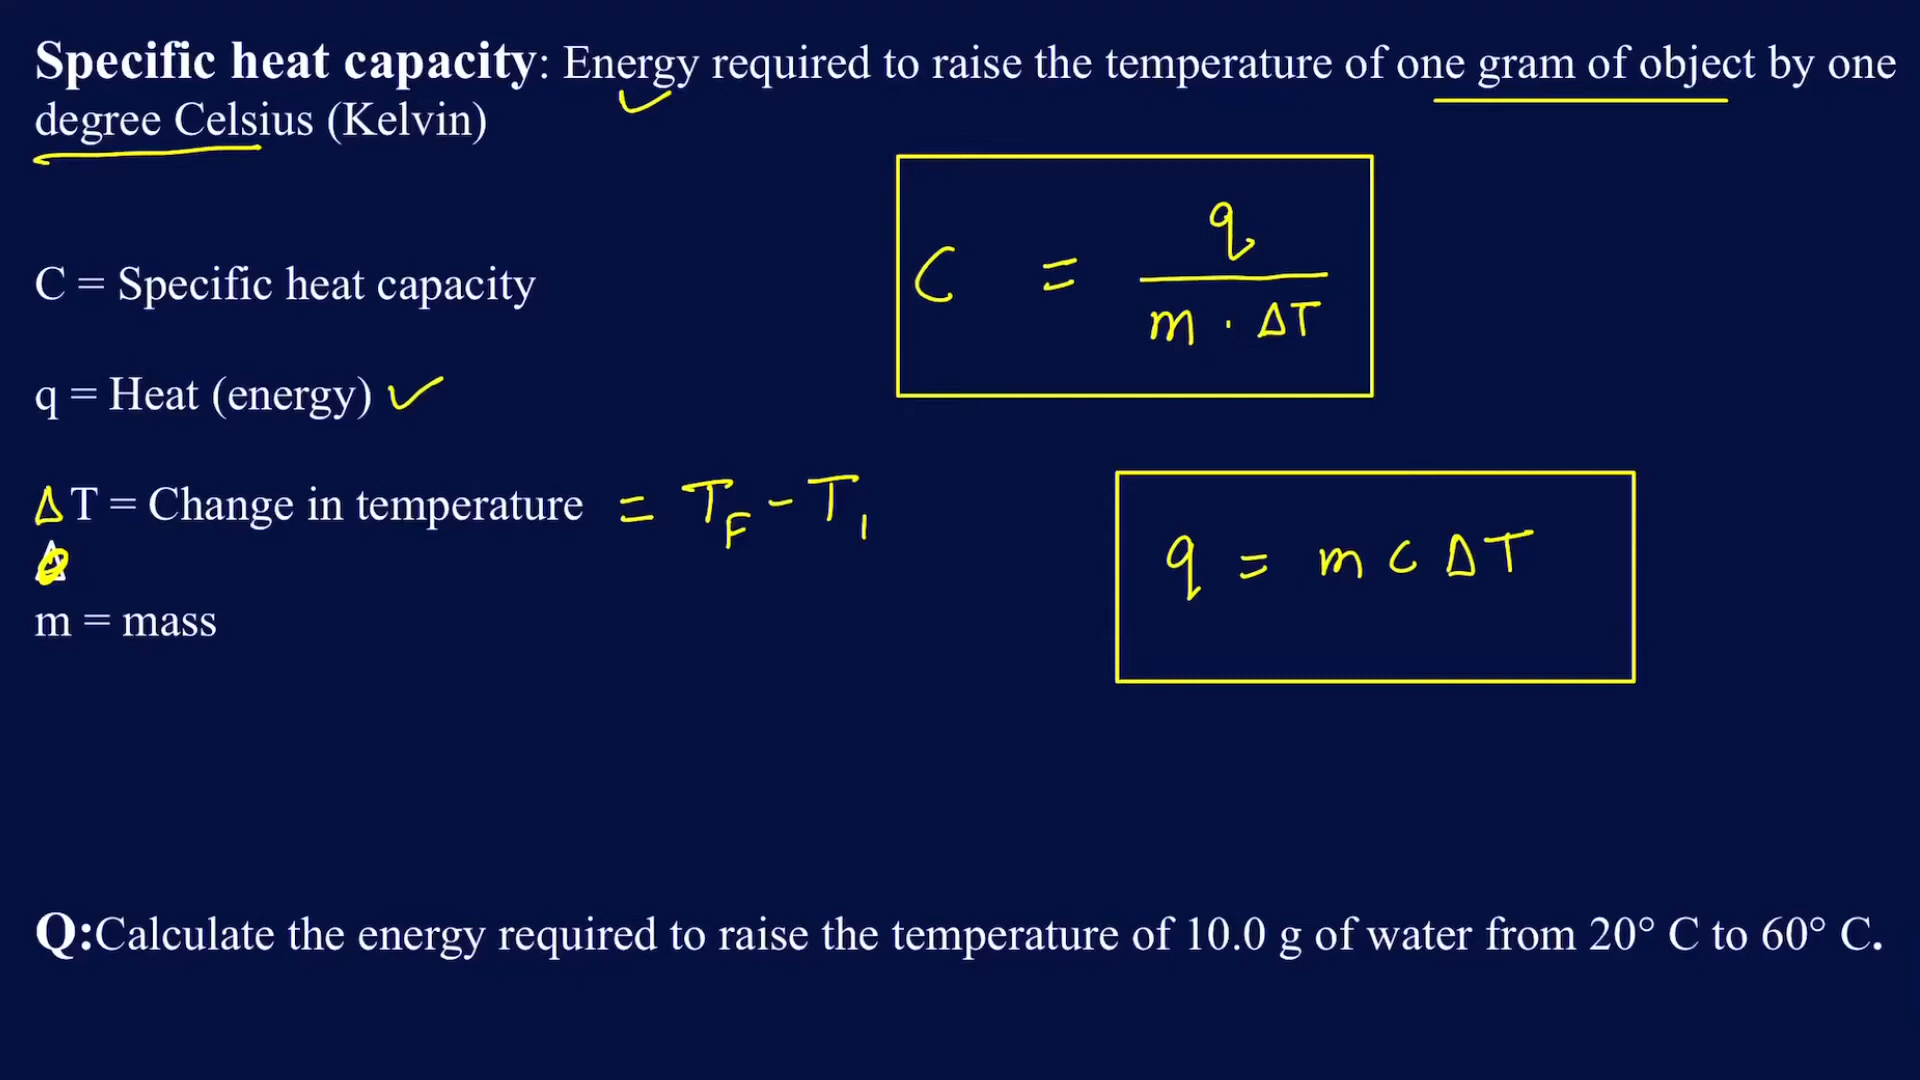 Specific heat capacity: Energy required to raise the temperature of one gram of object by one
degree Celsius (Kelvin)
C = q / m · ΔT
C = Specific heat capacity
q = Heat (energy) ✓
ΔT = Change in temperature = T_F - T_1
Δ
q = m c ΔT
m = mass
Q:Calculate the energy required to raise the temperature of 10.0 g of water from 20° C to 60° C.